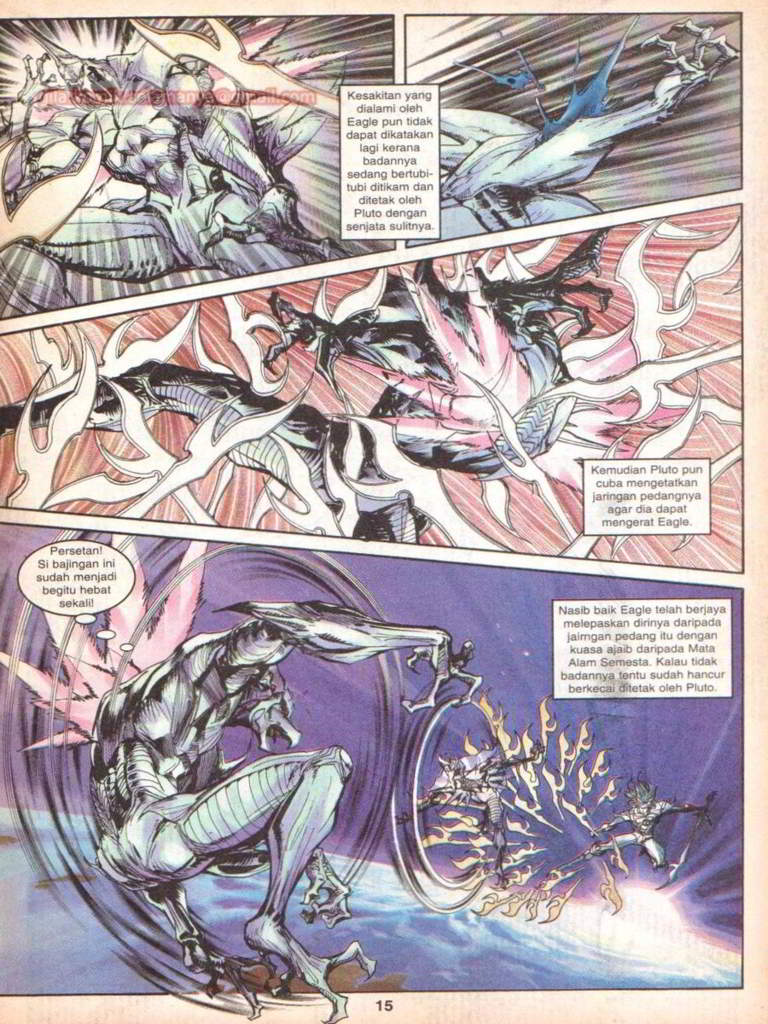 Kesakitan yang
dialami oleh
Eagle pun tidak
dapat dikatakan
lagi kerana
badannya
sedang bertubi-
tubi ditikam dan
ditetak oleh
Pluto dengan
senjata sulitnya.
Kemudian Pluto pun
cuba mengetatkan
jaringan pedangnya
agar dia dapat
mengerat Eagle.
Persetan!
Si bajingan ini
sudah menjadi
begitu hebat
sekali!
Nasib baik Eagle telah berjaya
melepaskan dirinya daripada
jaimgan pedang itu dengan
kuasa ajaib daripada Mata
Alam Semesta. Kalau tidak
badannya tentu sudah hancur
berkecai ditetak oleh Pluto.
15